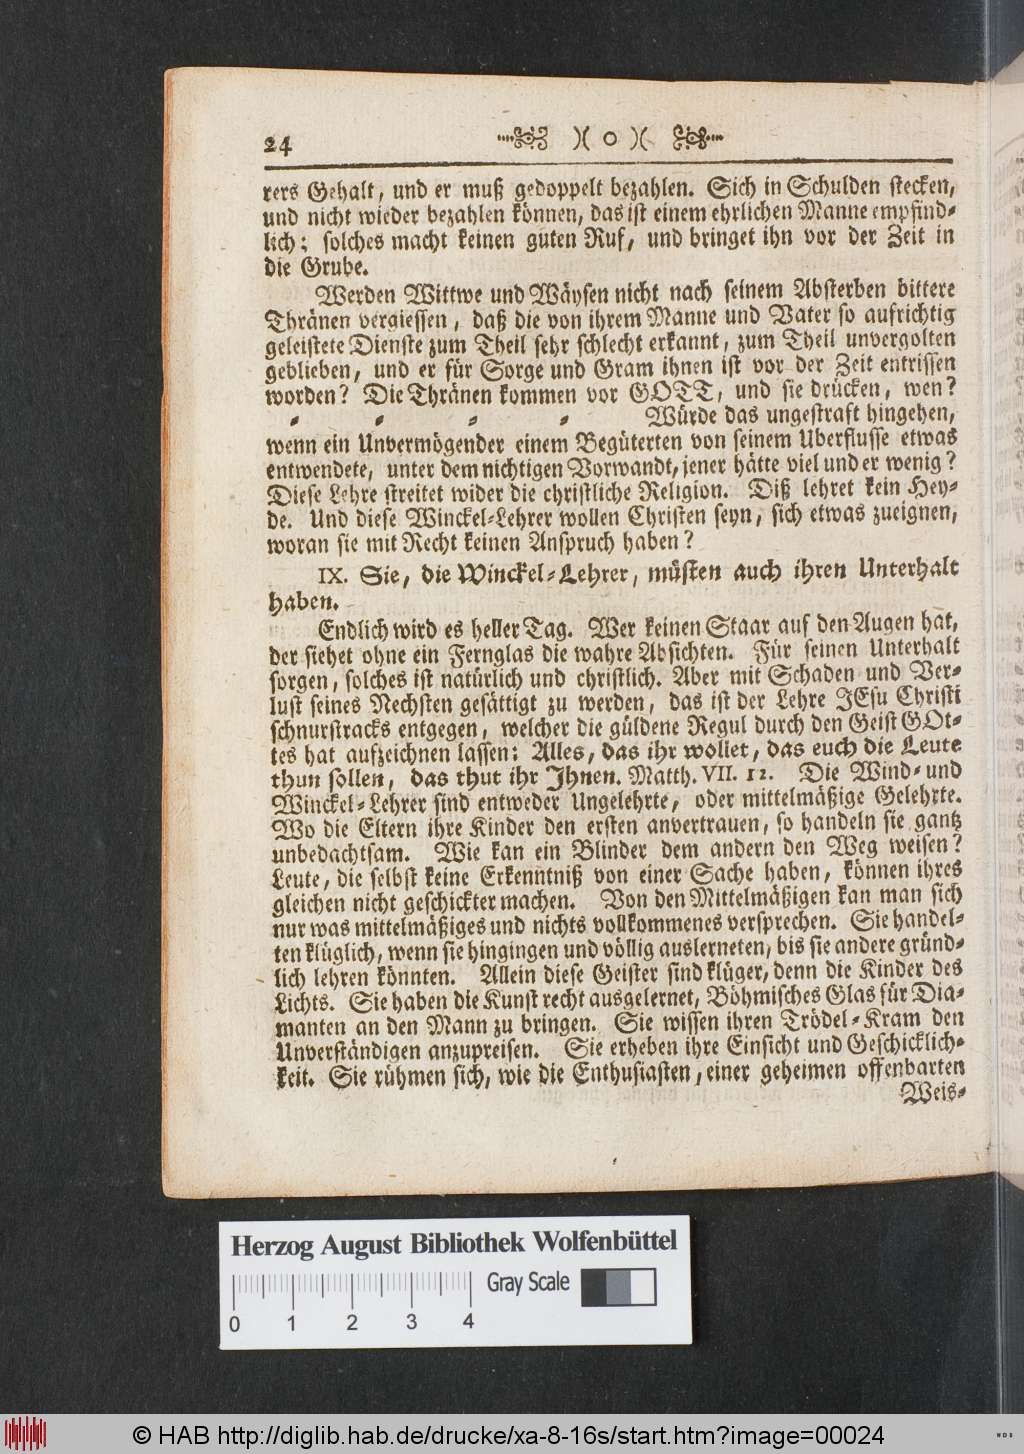 24 )( o )(
rers Gehalt, und er muß gedoppelt bezahlen. Sich in Schulden stecken,
und nicht wieder bezahlen können, das ist einem ehrlichen Manne empfind-
lich; solches macht keinen guten Ruf, und bringet ihn vor der Zeit in
die Grube.
Werden Wittwe und Wäysen nicht nach seinem Absterben bittere
Thränen vergiessen, daß die von ihrem Manne und Vater so aufrichtig
geleistete Dienste zum Theil sehr schlecht erkannt, zum Theil unvergolten
geblieben, und er für Sorge und Gram ihnen ist vor der Zeit entrissen
worden? Die Thränen kommen vor GOTT, und sie drücken, wen?
- - - - Würde das ungestraft hingehen,
wenn ein Unvermögender einem Begüterten von seinem Uberflusse etwas
entwendete, unter dem nichtigen Vorwandt, jener hätte viel und er wenig?
Diese Lehre streitet wider die christliche Religion. Diß lehret kein Hey-
de. Und diese Winckel-Lehrer wollen Christen seyn, sich etwas zueignen,
woran sie mit Recht keinen Anspruch haben?
IX. Sie, die Winckel-Lehrer, müsten auch ihren Unterhalt
haben.
Endlich wird es heller Tag. Wer keinen Staar auf den Augen hat,
der siehet ohne ein Fernglas die wahre Absichten. Für seinen Unterhalt
sorgen, solches ist natürlich und christlich. Aber mit Schaden und Ver-
lust seines Nechsten gesättigt zu werden, das ist der Lehre JEsu Christi
schnurstracks entgegen, welcher die güldene Regul durch den Geist GOt-
tes hat aufzeichnen lassen: Alles, das ihr wollet, das euch die Leute
thun sollen, das thut ihr Ihnen. Matth. VII. 12. Die Wind- und
Winckel-Lehrer sind entweder Ungelehrte, oder mittelmäßige Gelehrte.
Wo die Eltern ihre Kinder den ersten anvertrauen, so handeln sie gantz
unbedachtsam. Wie kan ein Blinder dem andern den Weg weisen?
Leute, die selbst keine Erkenntniß von einer Sache haben, können ihres
gleichen nicht geschickter machen. Von den Mittelmäßigen kan man sich
nur was mittelmäßiges und nichts vollkommenes versprechen. Sie handel-
ten klüglich, wenn sie hingingen und völlig auslerneten, bis sie andere gründ-
lich lehren könnten. Allein diese Geister sind klüger, denn die Kinder des
Lichts. Sie haben die Kunst recht ausgelernet, Böhmisches Glas für Dia-
manten an den Mann zu bringen. Sie wissen ihren Trödel-Kram den
Unverständigen anzupreisen. Sie erheben ihre Einsicht und Geschicklich-
keit. Sie rühmen sich, wie die Enthusiasten, einer geheimen offenbarten
Weis-
Herzog August Bibliothek Wolfenbüttel
Gray Scale
0 1 2 3 4
© HAB http://diglib.hab.de/drucke/xa-8-16s/start.htm?image=00024